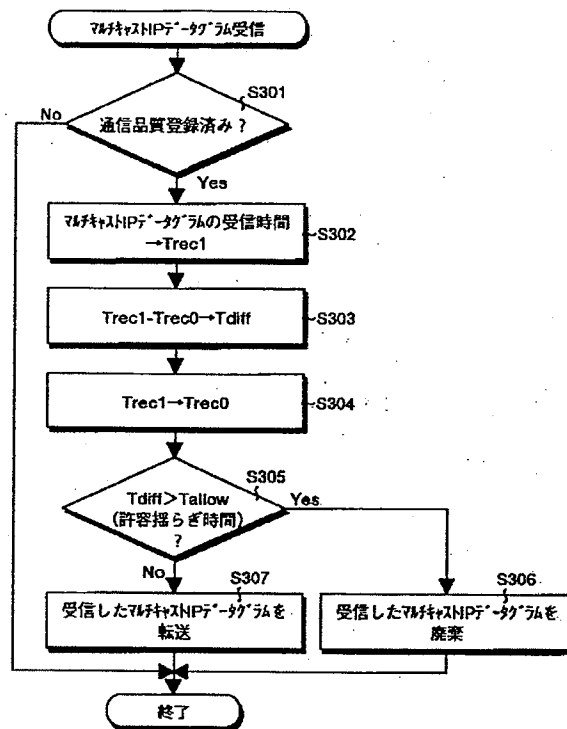 ﾏﾙﾁｷｬｽﾄIPﾃﾞｰﾀｸﾞﾗﾑ受信
S301
No
通信品質登録済み？
Yes
ﾏﾙﾁｷｬｽﾄIPﾃﾞｰﾀｸﾞﾗﾑの受信時間
→Trec1
S302
Trec1-Trec0→Tdiff
S303
Trec1→Trec0
S304
S305
Tdiff＞Tallow
(許容揺らぎ時間)
？
Yes
No
S307
S306
受信したﾏﾙﾁｷｬｽﾄIPﾃﾞｰﾀｸﾞﾗﾑを
転送
受信したﾏﾙﾁｷｬｽﾄIPﾃﾞｰﾀｸﾞﾗﾑを
廃棄
終了